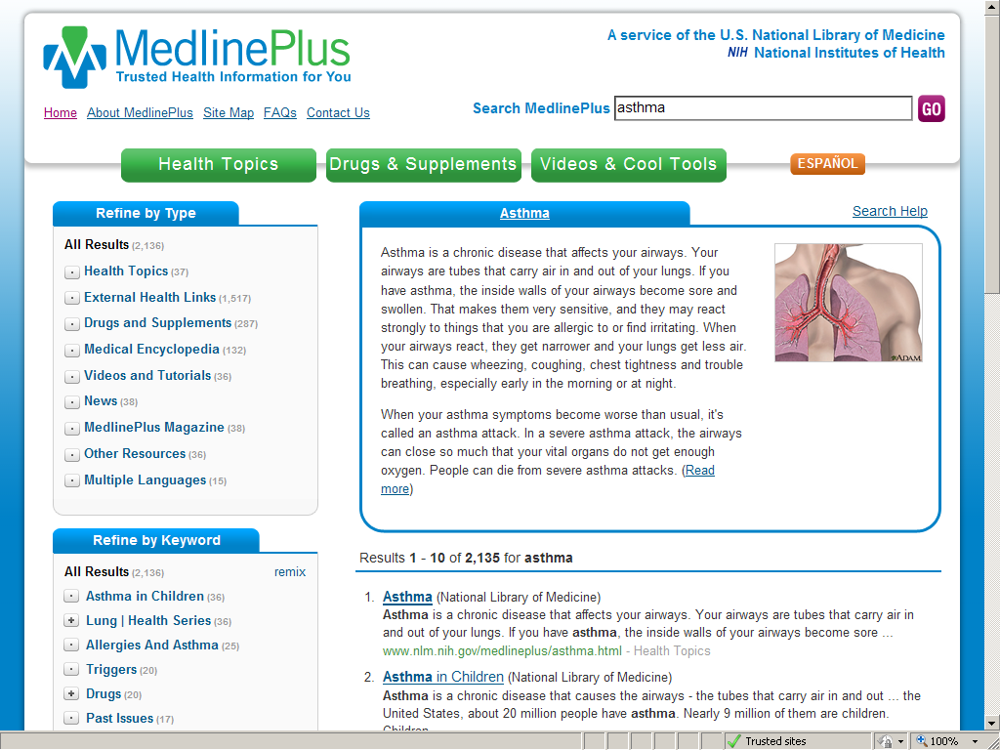 MedlinePlus
Trusted Health Information for You
A service of the U.S. National Library of Medicine
NIH National Institutes of Health
Home About MedlinePlus Site Map FAQs Contact Us
Search MedlinePlus asthma GO
Health Topics Drugs & Supplements Videos & Cool Tools ESPAÑOL
Refine by Type
All Results (2,136)
Health Topics (37)
External Health Links (1,517)
Drugs and Supplements (287)
Medical Encyclopedia (132)
Videos and Tutorials (36)
News (38)
MedlinePlus Magazine (38)
Other Resources (36)
Multiple Languages (15)
Refine by Keyword
All Results (2,136) remix
Asthma in Children (36)
Lung | Health Series (36)
Allergies And Asthma (25)
Triggers (20)
Drugs (20)
Past Issues (17)
Asthma
Search Help
Asthma is a chronic disease that affects your airways. Your
airways are tubes that carry air in and out of your lungs. If you
have asthma, the inside walls of your airways become sore and
swollen. That makes them very sensitive, and they may react
strongly to things that you are allergic to or find irritating. When
your airways react, they get narrower and your lungs get less air.
This can cause wheezing, coughing, chest tightness and trouble
breathing, especially early in the morning or at night.
When your asthma symptoms become worse than usual, it's
called an asthma attack. In a severe asthma attack, the airways
can close so much that your vital organs do not get enough
oxygen. People can die from severe asthma attacks. (Read
more)
ADAM
Results 1 - 10 of 2,135 for asthma
1. Asthma (National Library of Medicine)
Asthma is a chronic disease that affects your airways. Your airways are tubes that carry air in
and out of your lungs. If you have asthma, the inside walls of your airways become sore ...
www.nlm.nih.gov/medlineplus/asthma.html - Health Topics
2. Asthma in Children (National Library of Medicine)
Asthma is a chronic disease that causes the airways - the tubes that carry air in and out ... the
United States, about 20 million people have asthma. Nearly 9 million of them are children.
Children
Trusted sites
100%